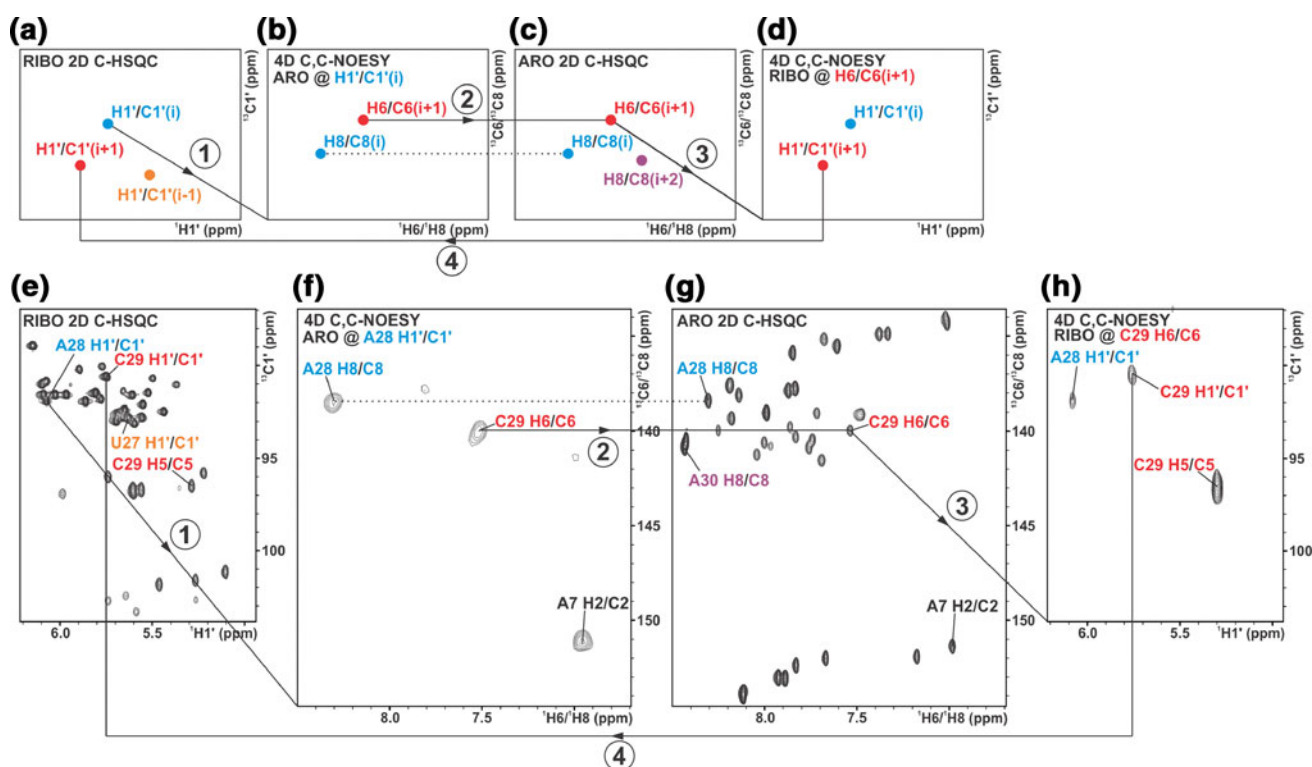 (a)
RIBO 2D C-HSQC
H1'/C1'(i)
1
H1'/C1'(i+1)
H1'/C1'(i-1)
¹H1' (ppm)
¹³C1' (ppm)
(b)
4D C,C-NOESY
ARO @ H1'/C1'(i)
H6/C6(i+1)
2
H8/C8(i)
¹H6/¹H8 (ppm)
¹³C6/¹³C8 (ppm)
(c)
ARO 2D C-HSQC
H6/C6(i+1)
H8/C8(i)
3
H8/C8(i+2)
¹H6/¹H8 (ppm)
¹³C6/¹³C8 (ppm)
(d)
4D C,C-NOESY
RIBO @ H6/C6(i+1)
H1'/C1'(i)
H1'/C1'(i+1)
¹H1' (ppm)
¹³C1' (ppm)
4
(e)
RIBO 2D C-HSQC
A28 H1'/C1'
C29 H1'/C1'
U27 H1'/C1'
C29 H5/C5
1
95
100
¹³C1' (ppm)
6.0
5.5
¹H1' (ppm)
(f)
4D C,C-NOESY
ARO @ A28 H1'/C1'
A28 H8/C8
C29 H6/C6
2
A7 H2/C2
140
145
150
¹³C6/¹³C8 (ppm)
8.0
7.5
¹H6/¹H8 (ppm)
(g)
ARO 2D C-HSQC
A28 H8/C8
C29 H6/C6
A30 H8/C8
3
A7 H2/C2
140
145
150
¹³C6/¹³C8 (ppm)
8.0
7.5
¹H6/¹H8 (ppm)
(h)
4D C,C-NOESY
RIBO @ C29 H6/C6
A28 H1'/C1'
C29 H1'/C1'
C29 H5/C5
95
100
¹³C1' (ppm)
6.0
5.5
¹H1' (ppm)
4